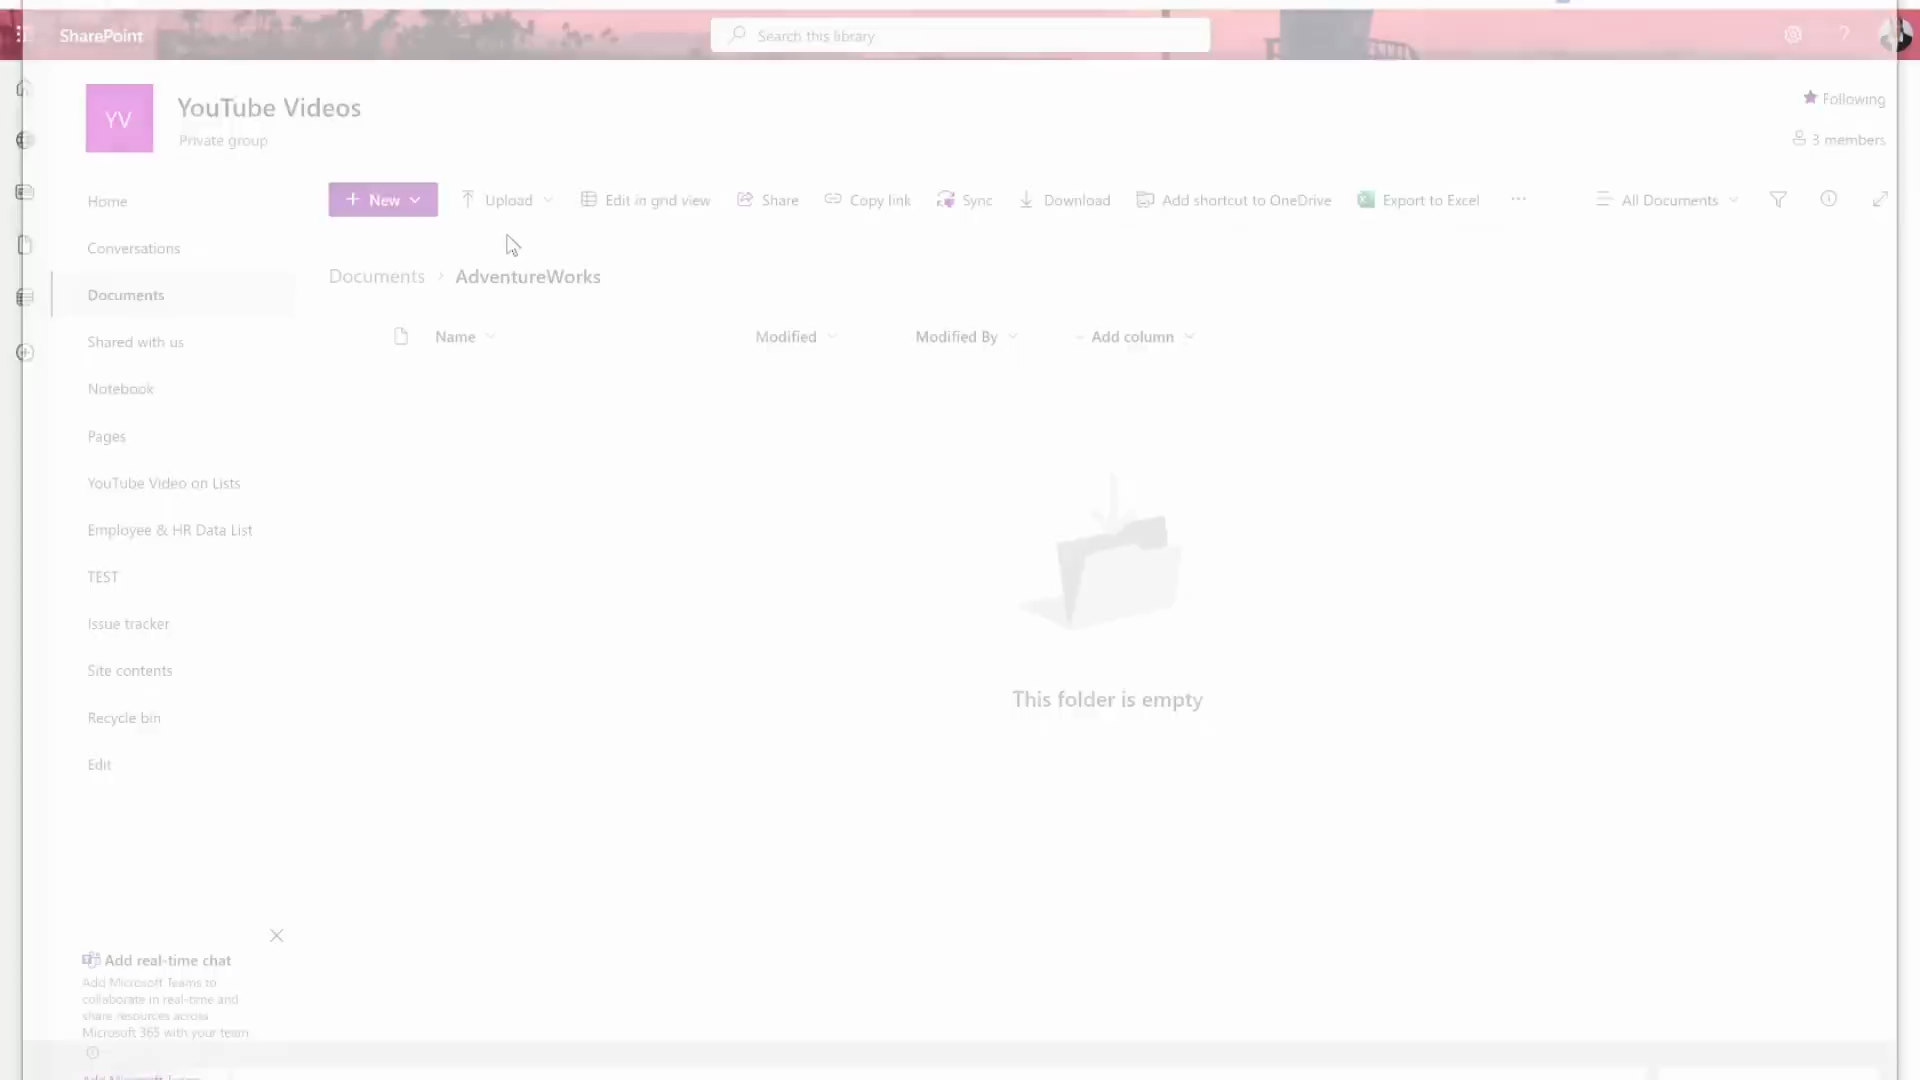 SharePoint
Search this library
?
YV
YouTube Videos
Private group
Following
3 members
Home
Conversations
Documents
Shared with us
Notebook
Pages
YouTube Video on Lists
Employee & HR Data List
TEST
Issue tracker
Site contents
Recycle bin
Edit
+ New
Upload
Edit in grid view
Share
Copy link
Sync
Download
Add shortcut to OneDrive
Export to Excel
...
All Documents
Documents > AdventureWorks
Name
Modified
Modified By
Add column
This folder is empty
Add real-time chat
Add Microsoft Teams to
collaborate in real-time and
share resources across
Microsoft 365 with your team
Add Microsoft Teams